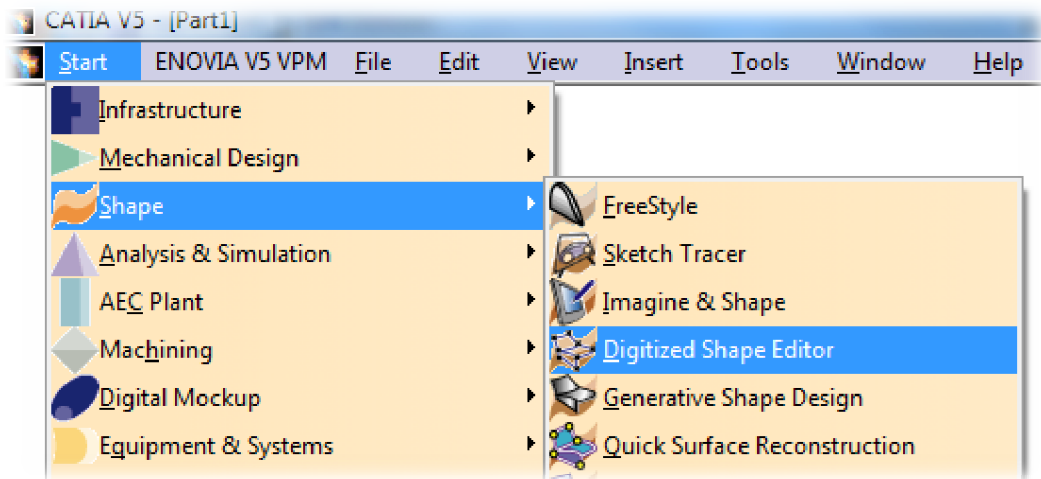 CATIA V5 - [Part1]
Start ENOVIA V5 VPM File Edit View Insert Tools Window Help
Infrastructure
Mechanical Design
Shape
Analysis & Simulation
AEC Plant
Machining
Digital Mockup
Equipment & Systems
FreeStyle
Sketch Tracer
Imagine & Shape
Digitized Shape Editor
Generative Shape Design
Quick Surface Reconstruction